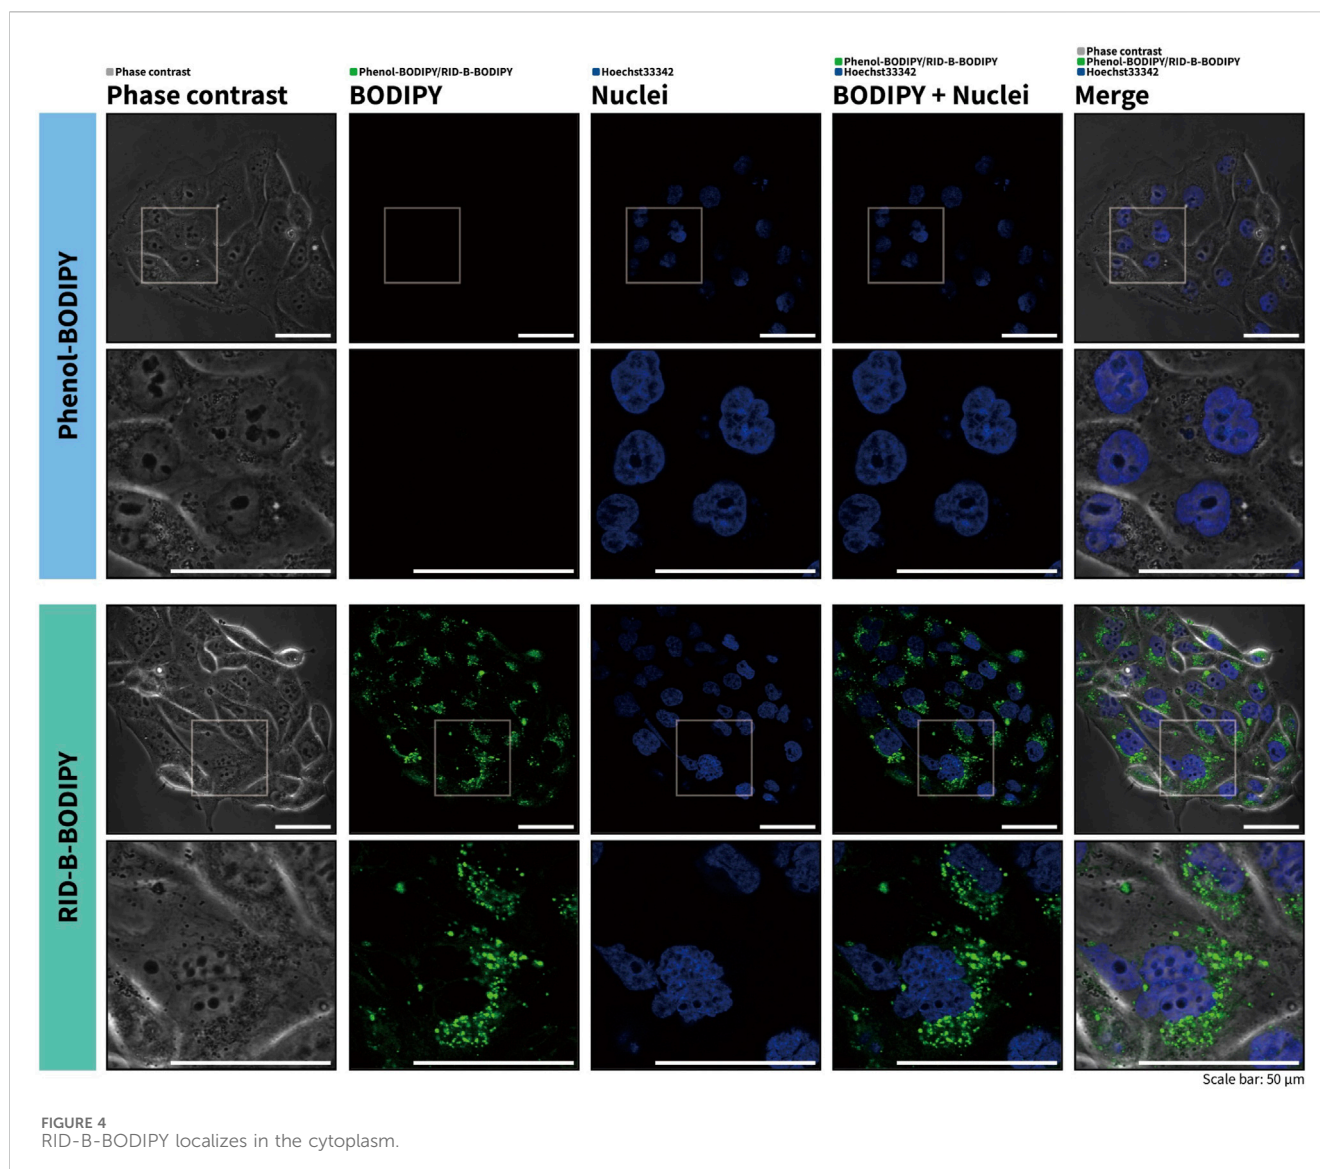 Phase contrast
Phase contrast
Phenol-BODIPY/RID-B-BODIPY
BODIPY
Hoechst33342
Nuclei
Phenol-BODIPY/RID-B-BODIPY
Hoechst33342
BODIPY + Nuclei
Phase contrast
Phenol-BODIPY/RID-B-BODIPY
Hoechst33342
Merge
Phenol-BODIPY
RID-B-BODIPY
Scale bar: 50 μm
FIGURE 4
RID-B-BODIPY localizes in the cytoplasm.